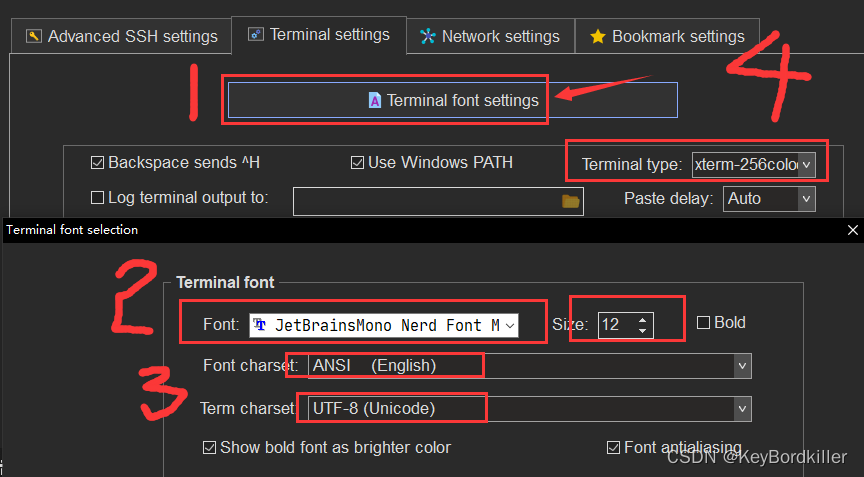 Advanced SSH settings
Terminal settings
Network settings
Bookmark settings
1
4
Terminal font settings
Backspace sends ^H
Use Windows PATH
Terminal type: xterm-256colo
Log terminal output to:
Paste delay: Auto
Terminal font selection
2
Terminal font
Font: JetBrainsMono Nerd Font M
Size: 12
Bold
Font charset: ANSI (English)
3
Term charset: UTF-8 (Unicode)
Show bold font as brighter color
Font antialiasing
CSDN @KeyBordkiller